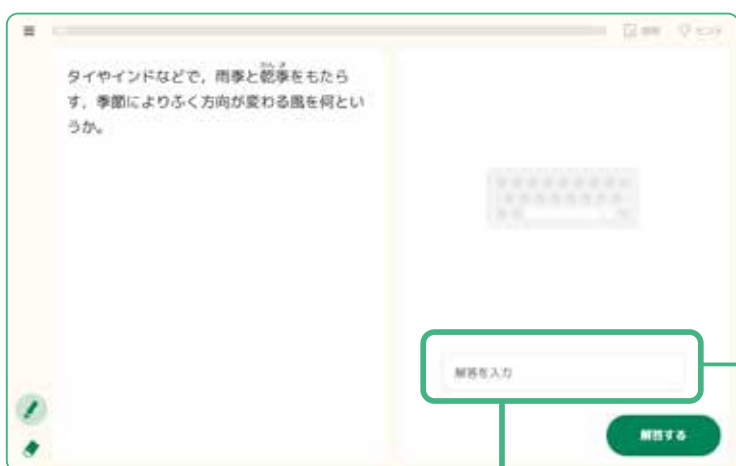 タイやインドなどで，雨季と乾季をもたら
す，季節によりふく方向が変わる風を何とい
うか。
解答を入力
解答する